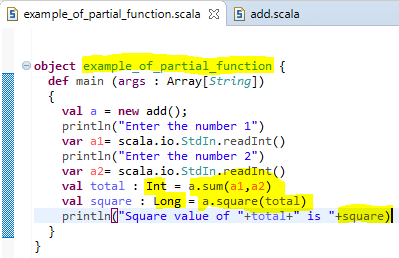 example_of_partial_function.scala add.scala
object example_of_partial_function {
def main (args : Array[String])
{
val a = new add();
println("Enter the number 1")
var a1= scala.io.StdIn.readInt()
println("Enter the number 2")
var a2= scala.io.StdIn.readInt()
val total : Int = a.sum(a1,a2)
val square : Long = a.square(total)
println("Square value of "+total+" is "+square)
}
}